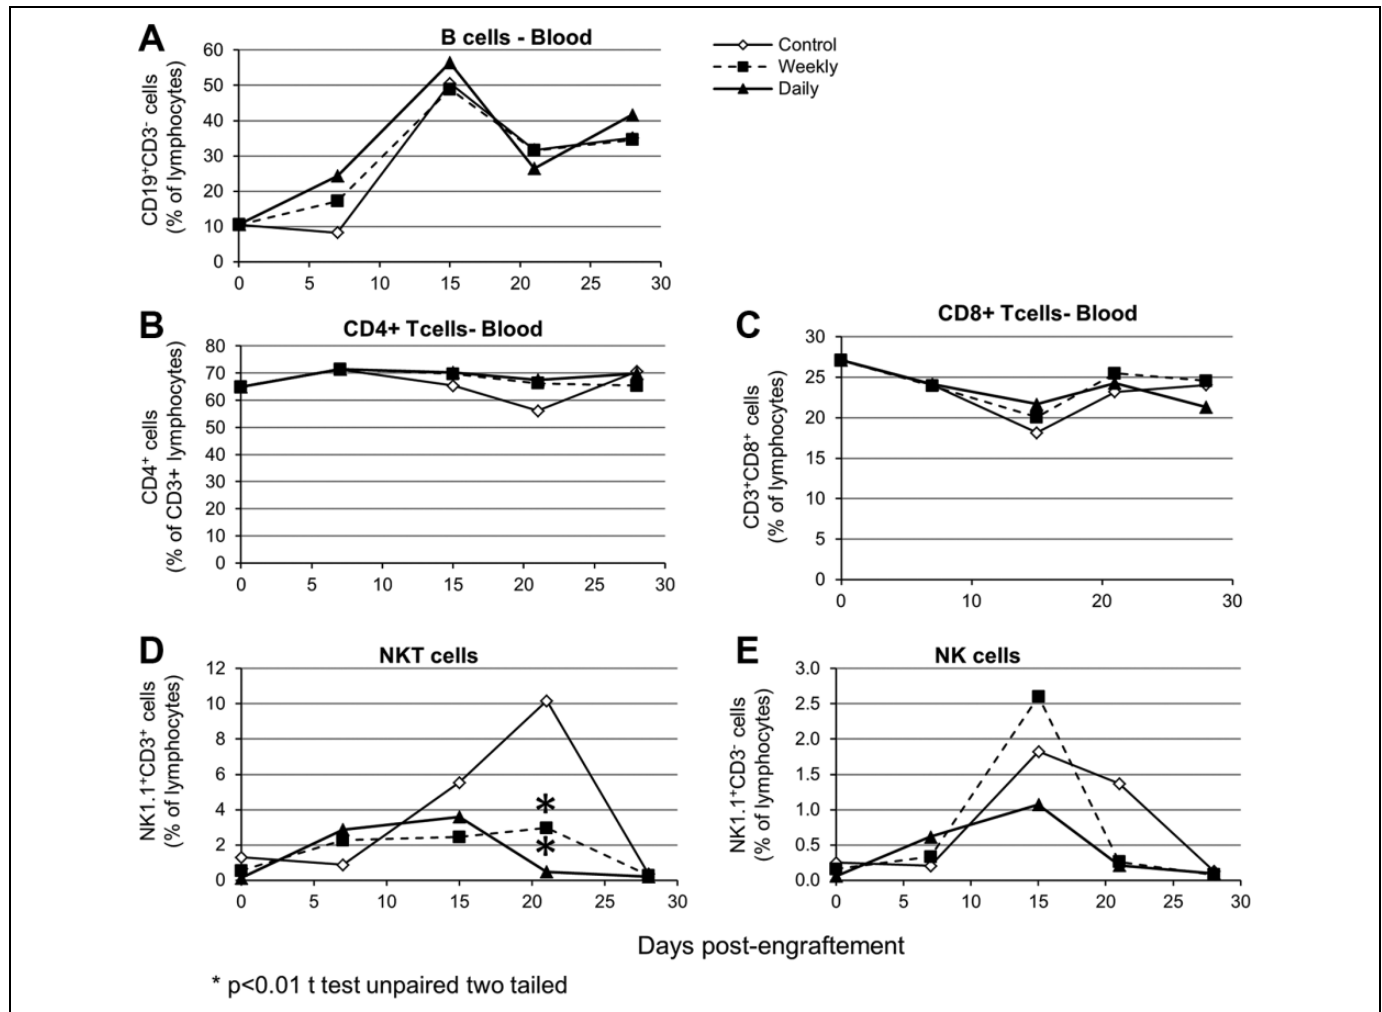 A
B cells - Blood
CD19⁺CD3⁻ cells
(% of lymphocytes)
60
50
40
30
20
10
0
0 5 10 15 20 25 30
Control
Weekly
Daily
B
CD4+ Tcells- Blood
CD4⁺ cells
(% of CD3+ lymphocytes)
80
70
60
50
40
30
20
10
0
0 5 10 15 20 25 30
C
CD8+ Tcells- Blood
CD3⁺CD8⁺ cells
(% of lymphocytes)
30
25
20
15
10
5
0
0 10 20 30
D
NKT cells
NK1.1⁺CD3⁺ cells
(% of lymphocytes)
12
10
8
6
4
2
0
*
*
0 5 10 15 20 25 30
E
NK cells
NK1.1⁺CD3⁻ cells
(% of lymphocytes)
3.0
2.5
2.0
1.5
1.0
0.5
0.0
0 5 10 15 20 25 30
Days post-engraftement
* p<0.01 t test unpaired two tailed